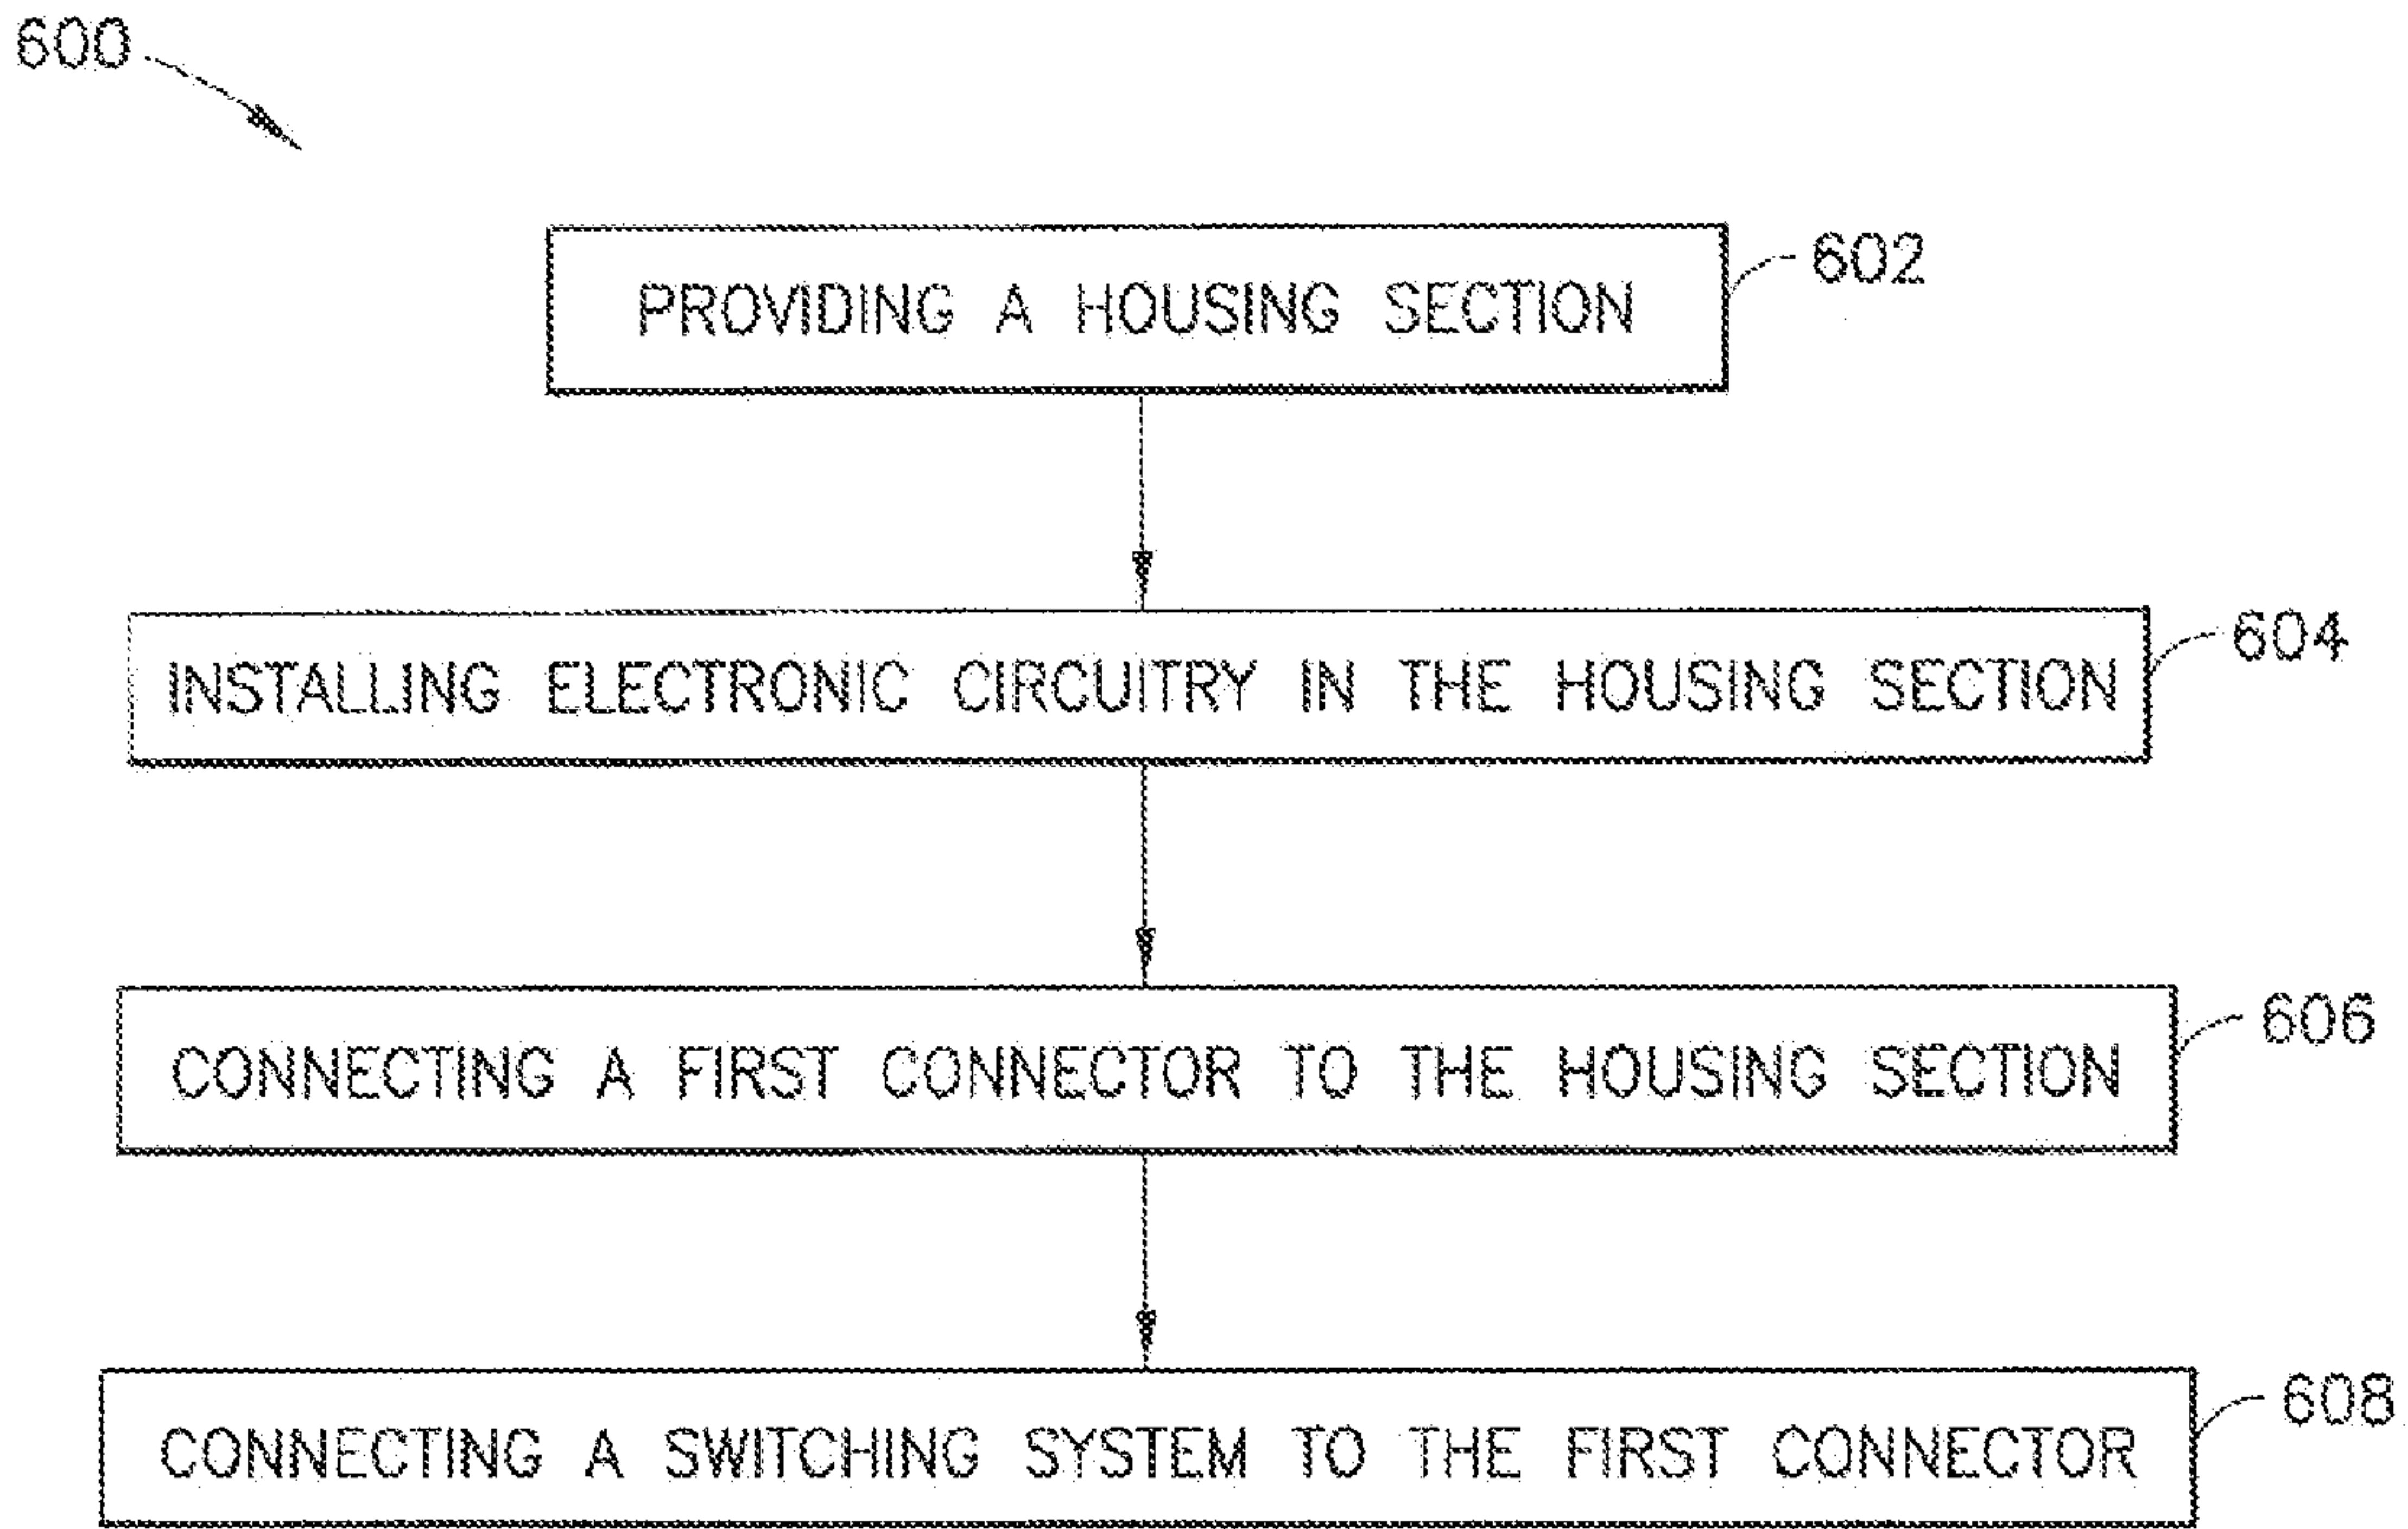 600
PROVIDING A HOUSING SECTION
602
INSTALLING ELECTRONIC CIRCUITRY IN THE HOUSING SECTION
604
CONNECTING A FIRST CONNECTOR TO THE HOUSING SECTION
606
CONNECTING A SWITCHING SYSTEM TO THE FIRST CONNECTOR
608